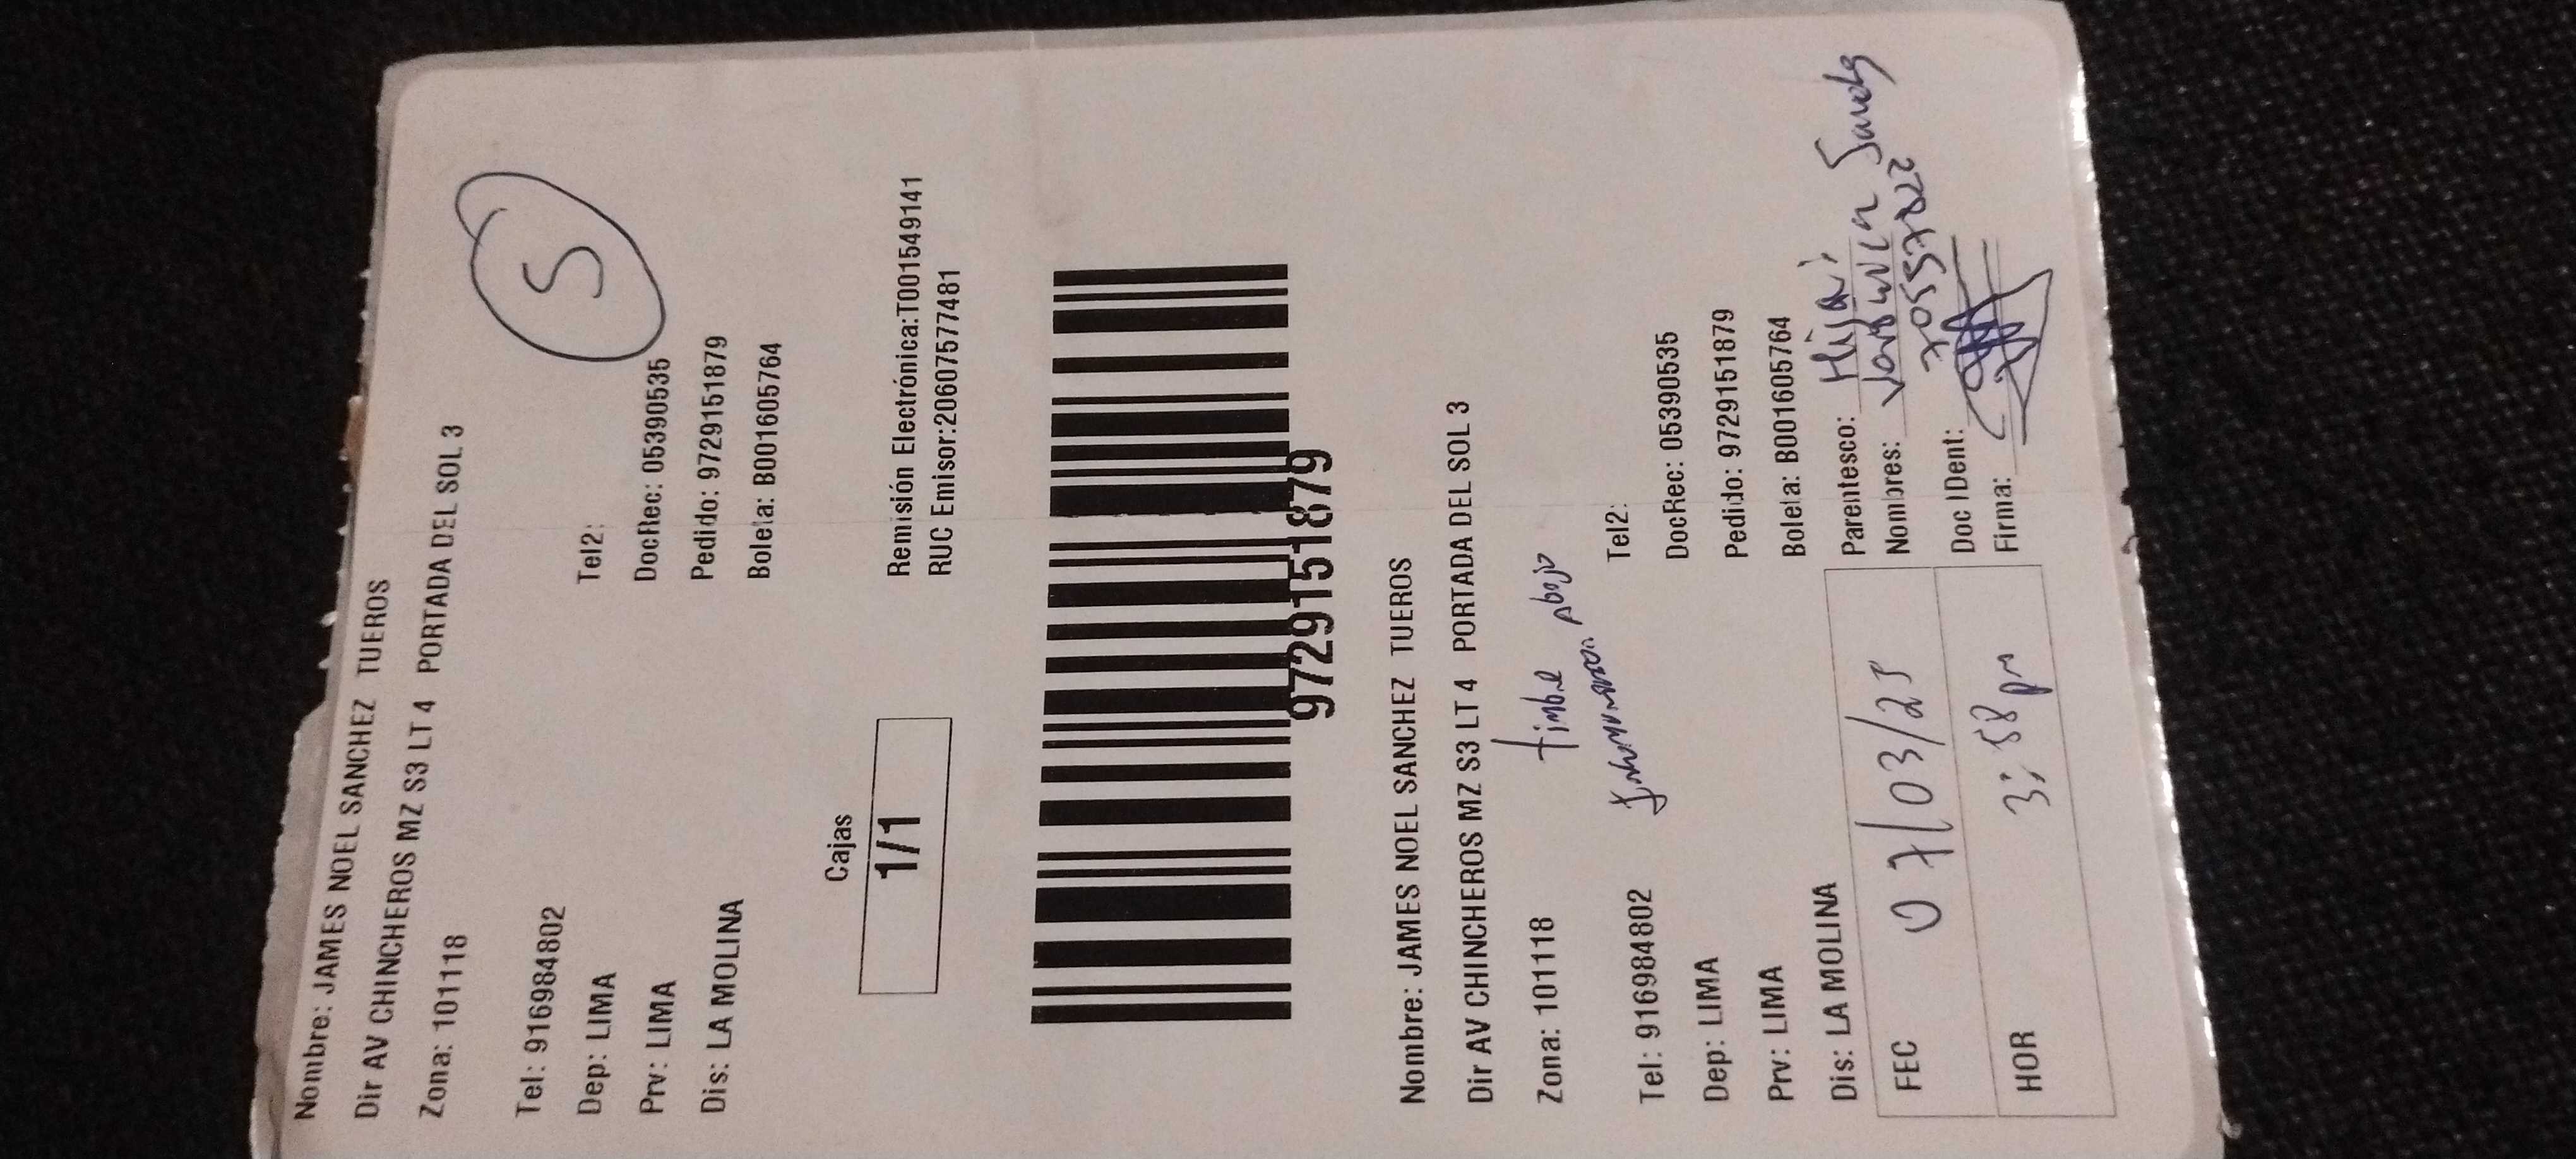 Nombre: JAMES NOEL SANCHEZ TUEROS
Dir AV CHINCHEROS MZ S3 LT 4 PORTADA DEL SOL 3
Zona: 101118
S
Tel: 916984802 Tel2:
Dep: LIMA DocRec: 05390535
Prv: LIMA Pedido: 9729151879
Dis: LA MOLINA Boleta: B001605764
Cajas
1/1
Remisión Electrónica:T001549141
RUC Emisor:20607577481
9729151879
Nombre: JAMES NOEL SANCHEZ TUEROS
Dir AV CHINCHEROS MZ S3 LT 4 PORTADA DEL SOL 3
Zona: 101118
timbre Abajo
Tel: 916984802 Tel2:
Dep: LIMA DocRec: 05390535
Prv: LIMA Pedido: 9729151879
Dis: LA MOLINA Boleta: B001605764
FEC 07/03/25
HOR 3:58 pm
Parentesco: Hija
Nombres:
70557022
Doc IDent:
Firma: